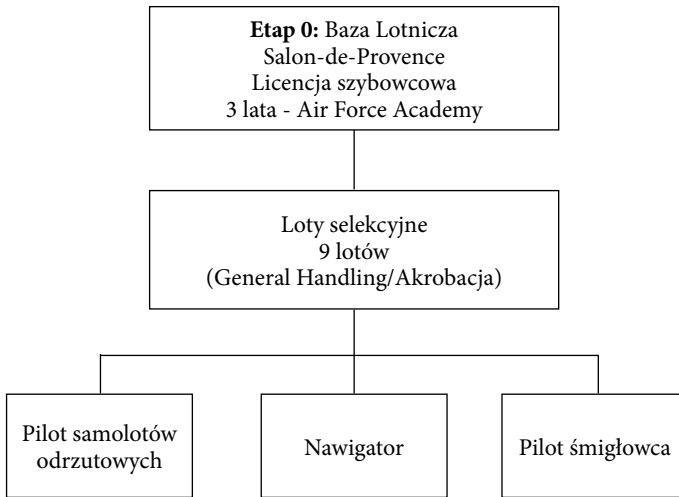 Etap 0: Baza Lotnicza
Salon-de-Provence
Licencja szybowcowa
3 lata - Air Force Academy
Loty selekcyjne
9 lotów
(General Handling/Akrobacja)
Pilot samolotów
odrzutowych
Nawigator
Pilot śmigłowca